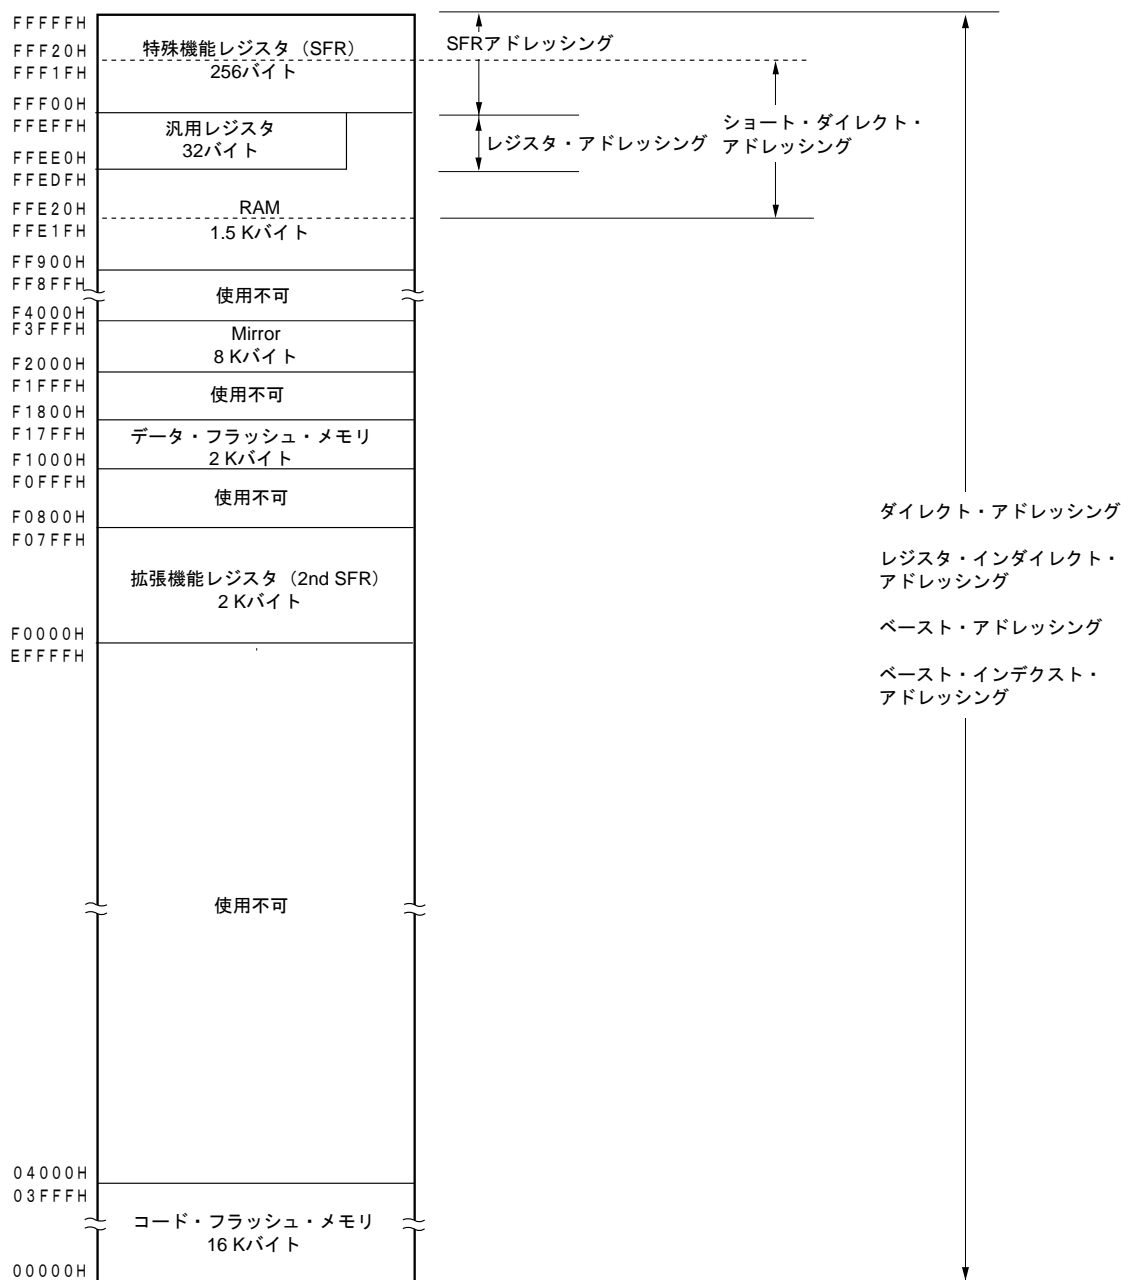 FFFFFH
FFF20H
FFF1FH
FFF00H
FFEFFH
FFEE0H
FFEDFH
FFE20H
FFE1FH
FF900H
FF8FFH
F4000H
F3FFFH
F2000H
F1FFFH
F1800H
F17FFH
F1000H
F0FFFH
F0800H
F07FFH
F0000H
EFFFFH
04000H
03FFFH
00000H
特殊機能レジスタ（SFR）
256バイト
汎用レジスタ
32バイト
RAM
1.5 Kバイト
使用不可
Mirror
8 Kバイト
使用不可
データ・フラッシュ・メモリ
2 Kバイト
使用不可
拡張機能レジスタ（2nd SFR）
2 Kバイト
使用不可
コード・フラッシュ・メモリ
16 Kバイト
SFRアドレッシング
レジスタ・アドレッシング
ショート・ダイレクト・
アドレッシング
ダイレクト・アドレッシング
レジスタ・インダイレクト・
アドレッシング
ベースト・アドレッシング
ベースト・インデクスト・
アドレッシング